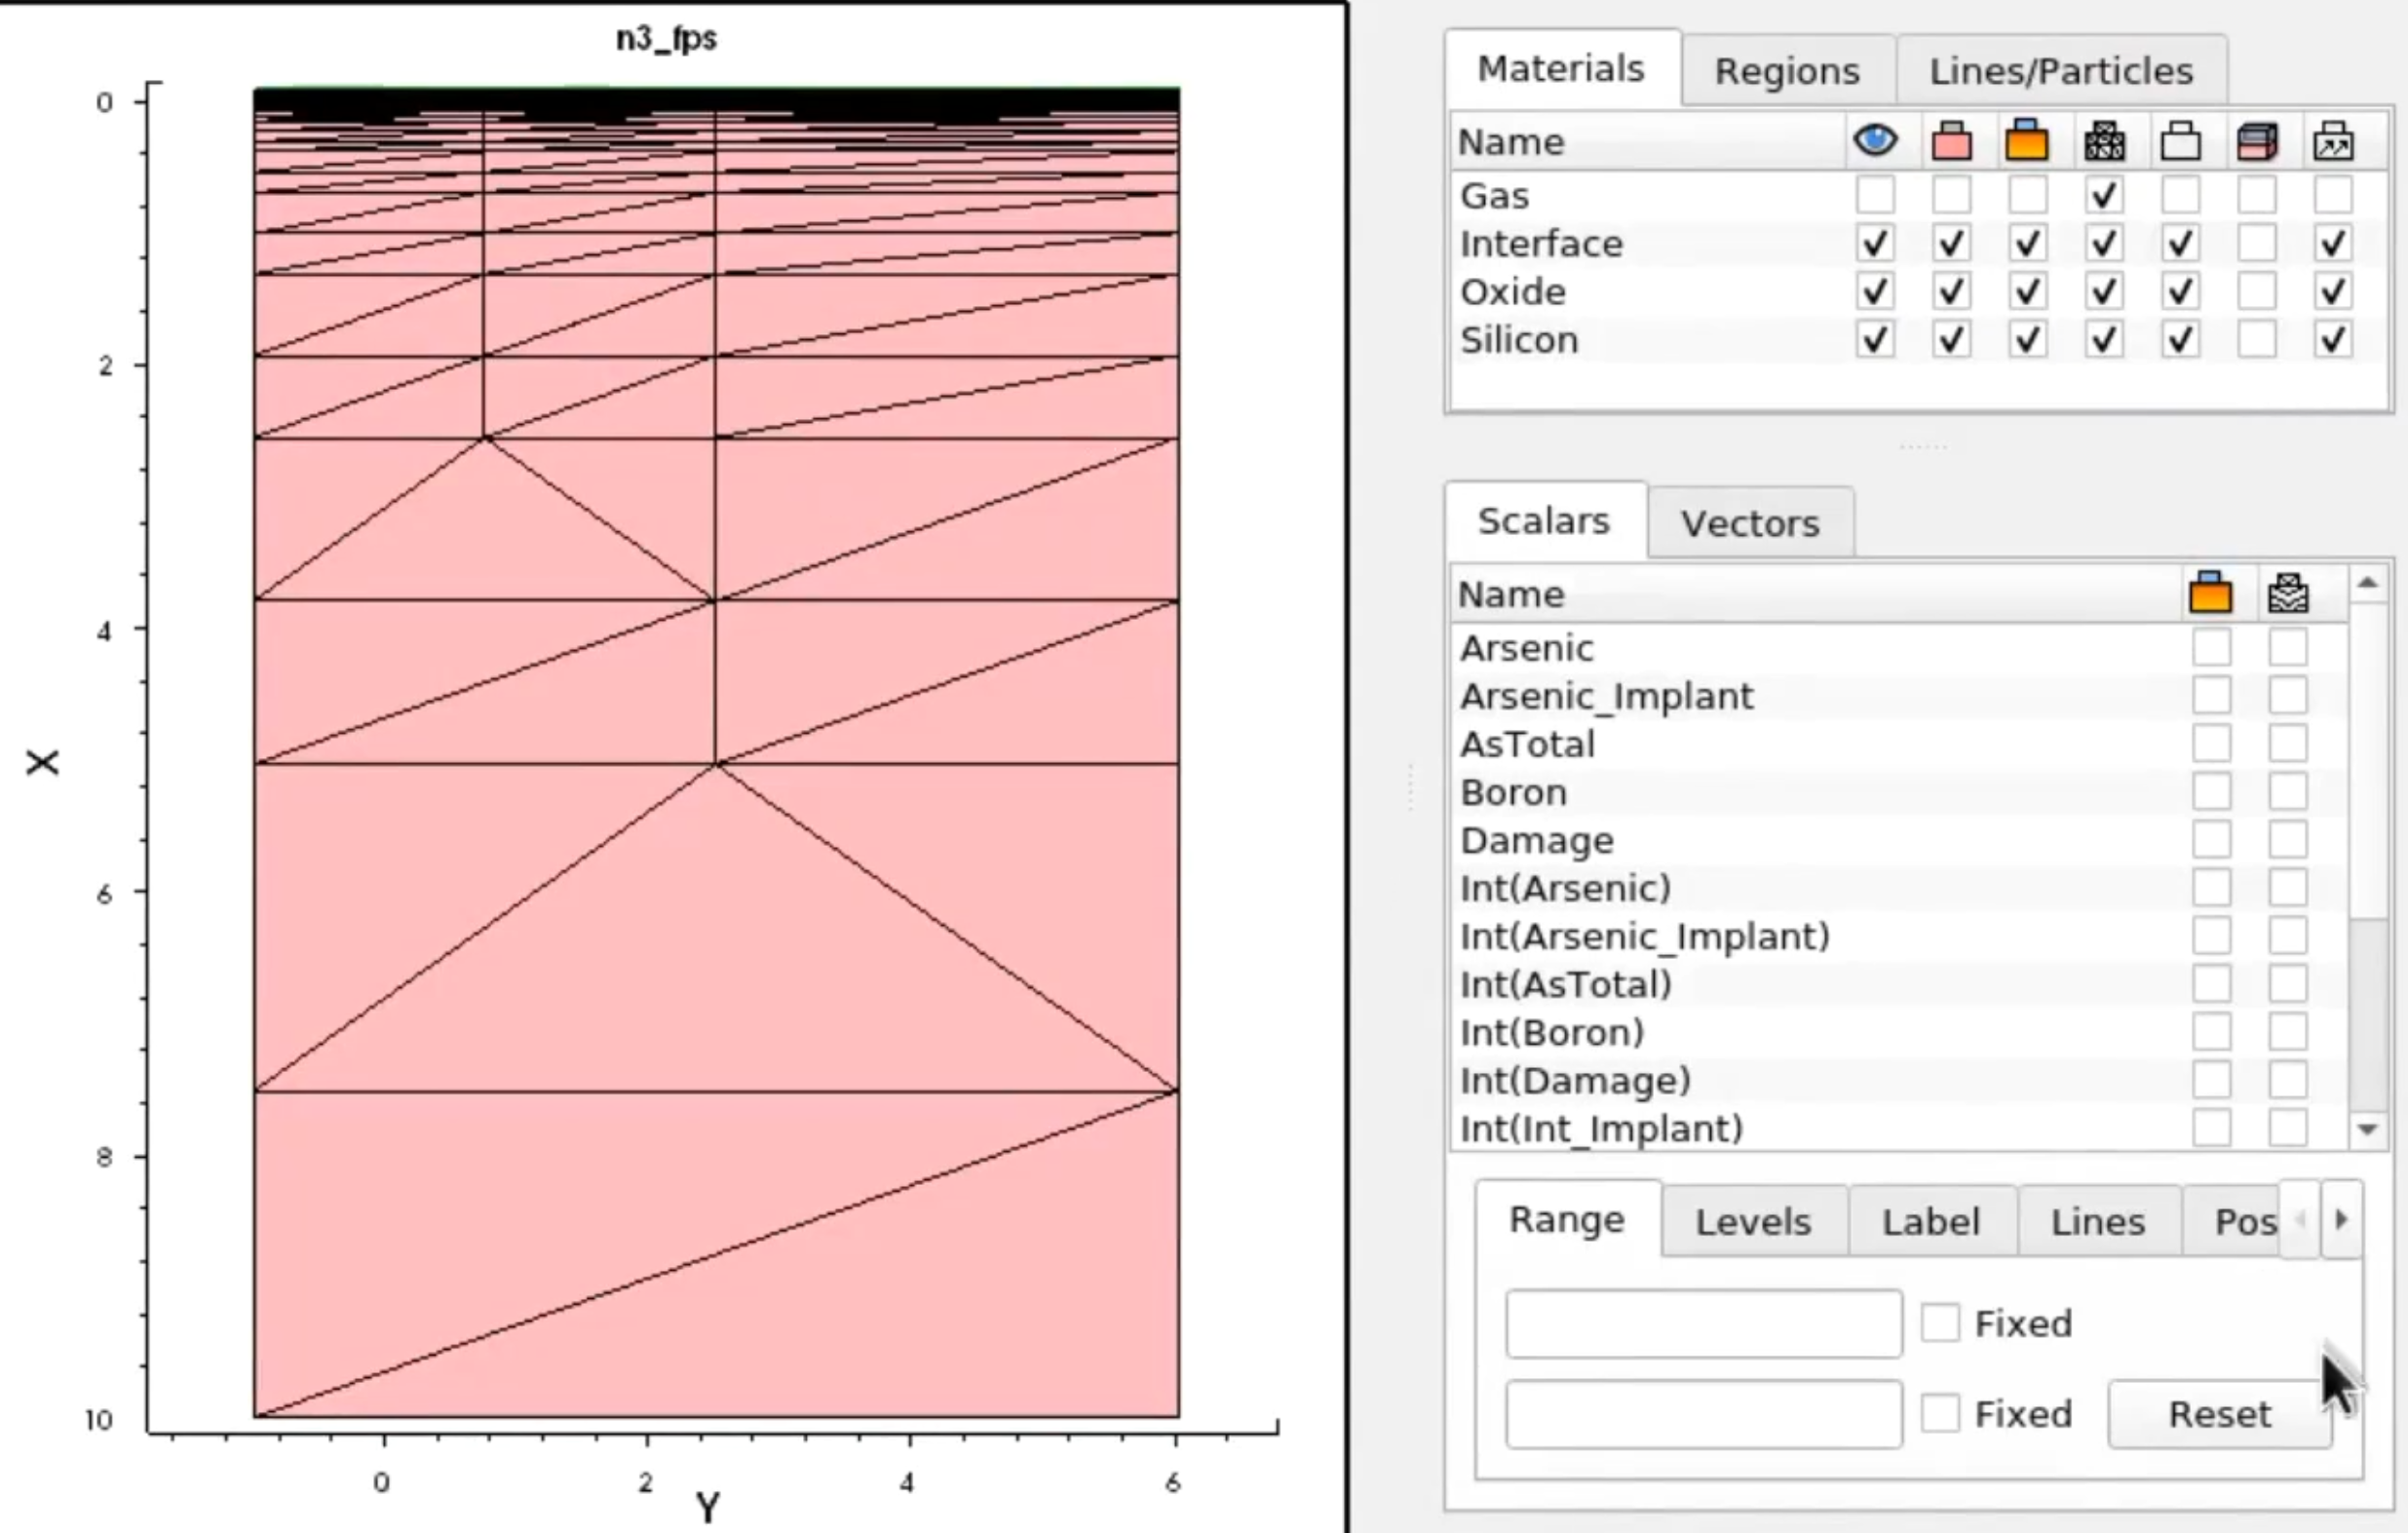 n3_fps
0
2
4
6
8
10
X
0 2 4 6
Y
Materials Regions Lines/Particles
Name
Gas
Interface
Oxide
Silicon
Scalars Vectors
Name
Arsenic
Arsenic_Implant
AsTotal
Boron
Damage
Int(Arsenic)
Int(Arsenic_Implant)
Int(AsTotal)
Int(Boron)
Int(Damage)
Int(Int_Implant)
Range Levels Label Lines Pos
Fixed
Fixed Reset